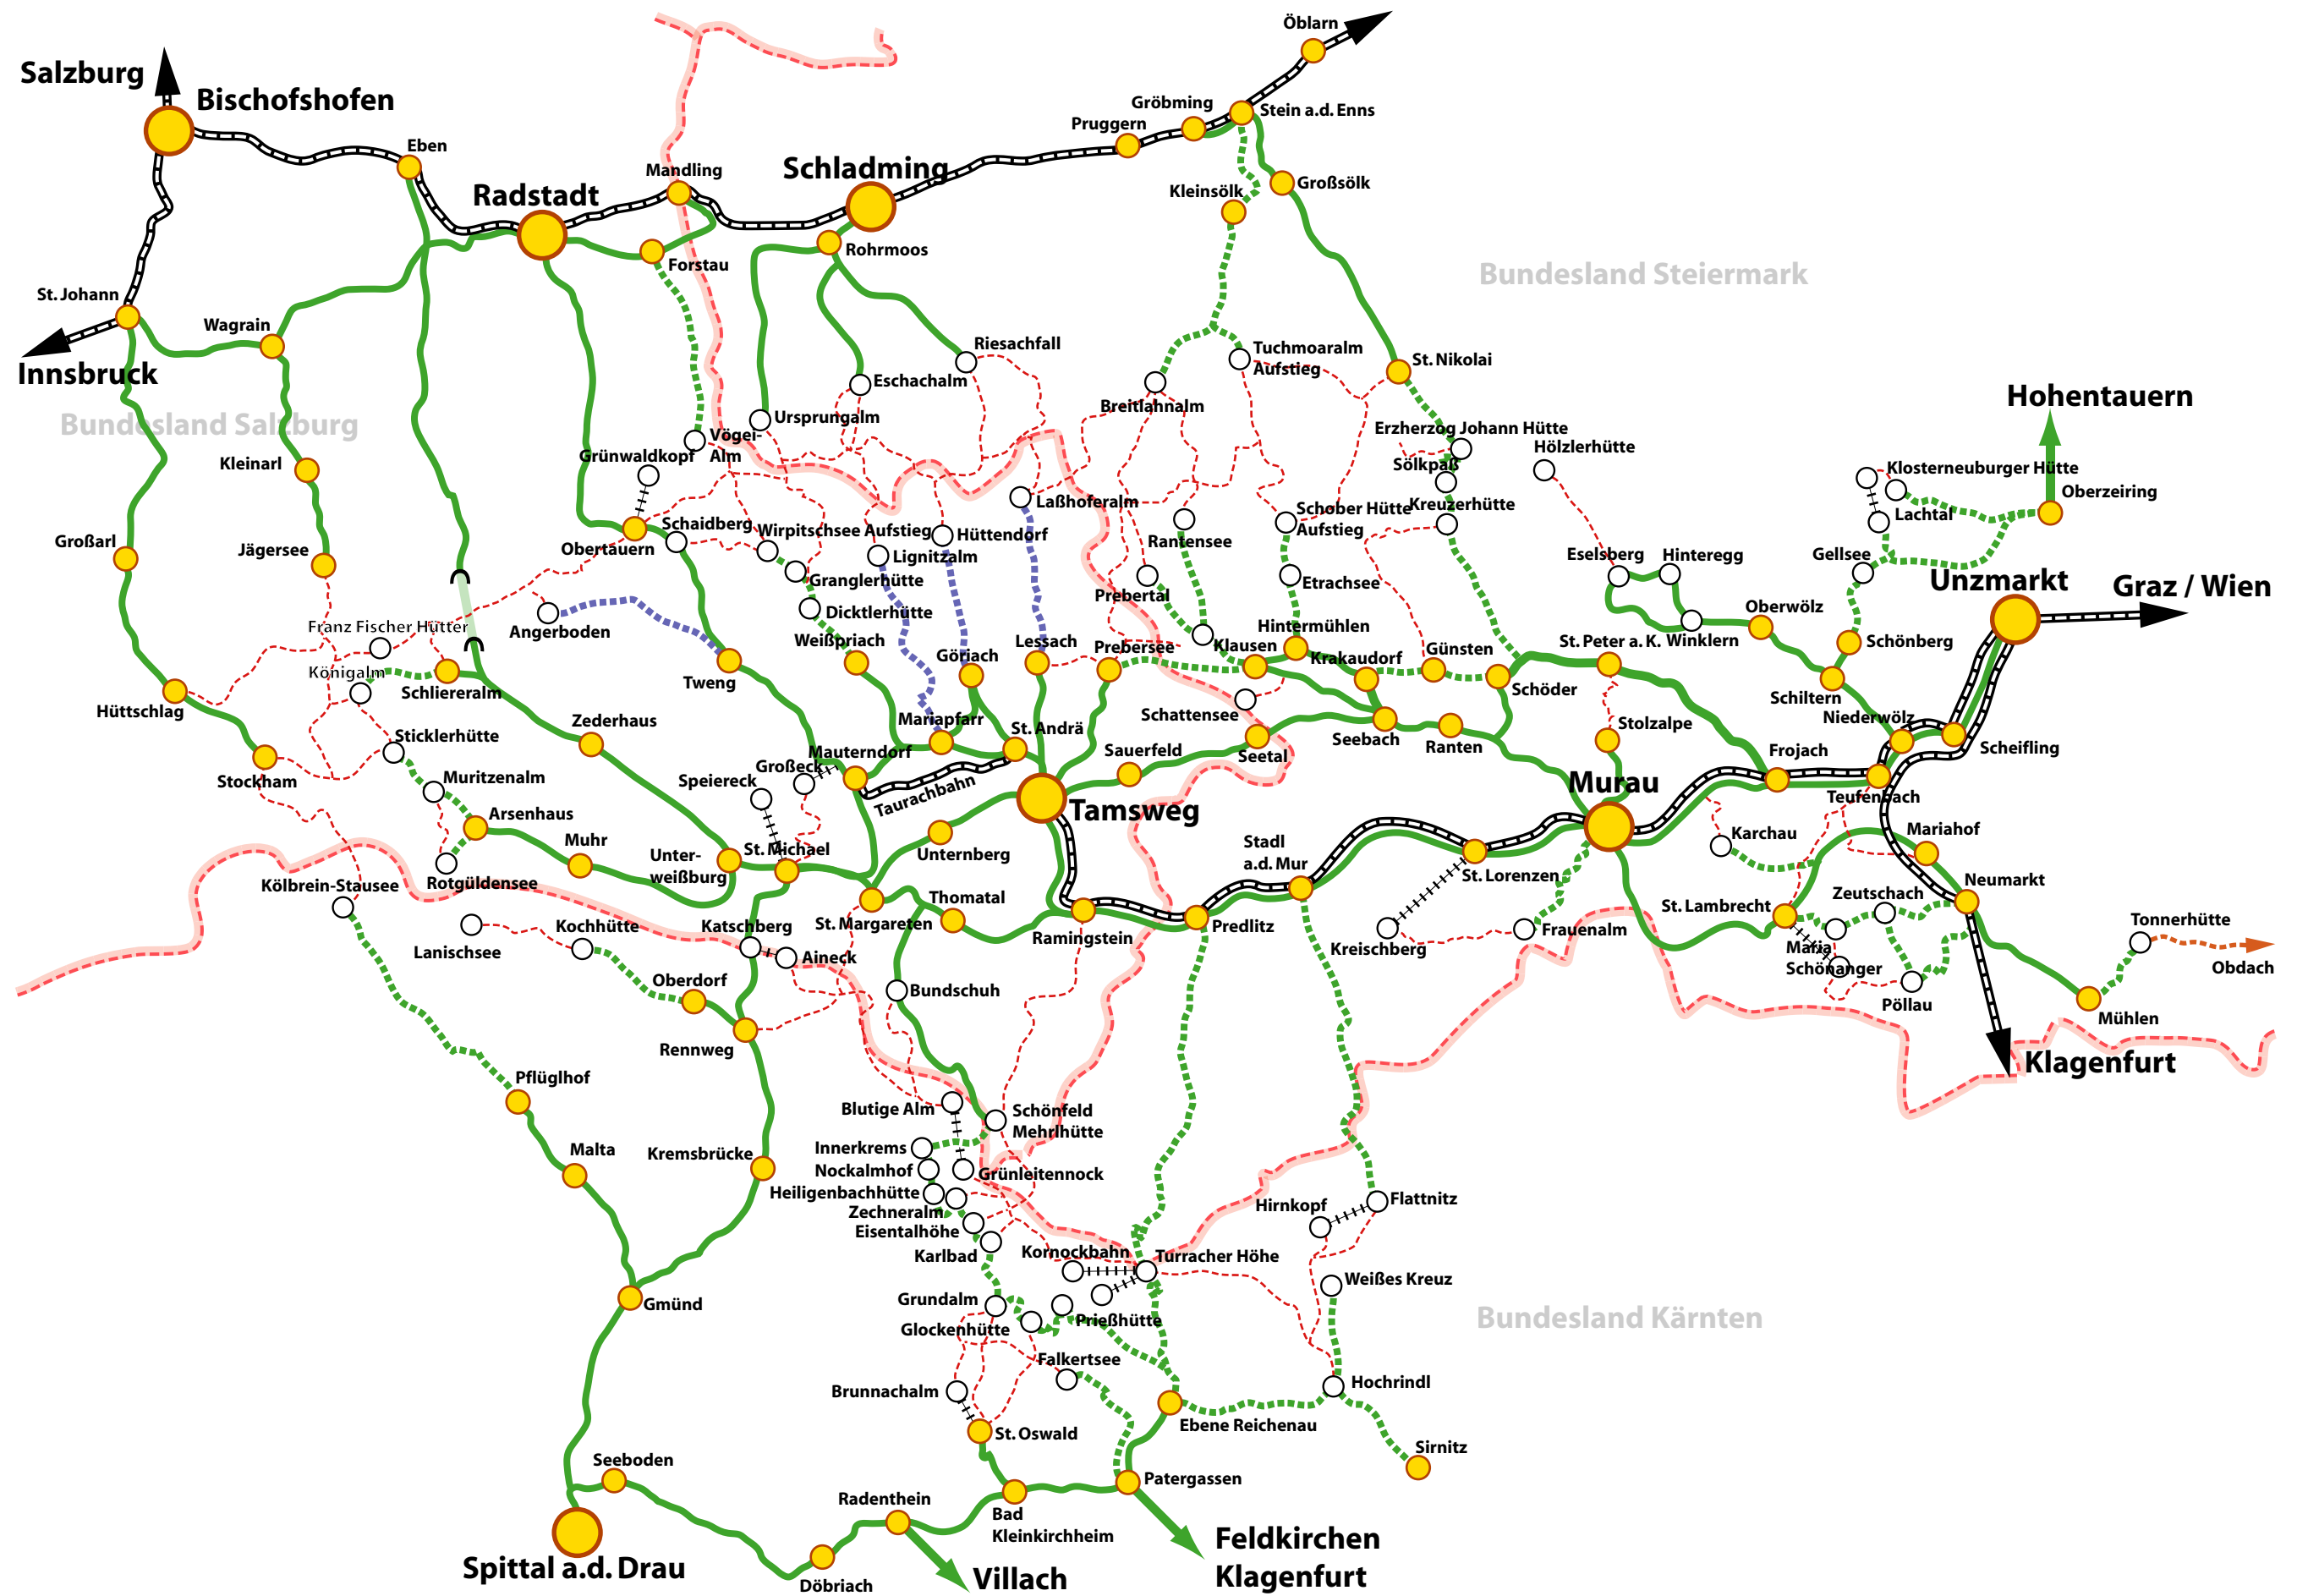 Öblarn
Salzburg
Bischofshofen
Gröbming
Stein a.d. Enns
Pruggern
Eben
Mandling
Schladming
Radstadt
Kleinsölk
Großsölk
Rohrmoos
Forstau
Bundesland Steiermark
St. Johann
Wagrain
Innsbruck
Riesachfall
Tuchmoaralm
Aufstieg
St. Nikolai
Eschachalm
Breitlahnalm
Hohentauern
Bundesland Salzburg
Ursprungalm
Vögei-
Alm
Erzherzog Johann Hütte
Hölzlerhütte
Grünwaldkopf
Kleinarl
Sölkpaß
Klosterneuburger Hütte
Oberzeiring
Laßhoferalm
Schober Hütte
Aufstieg
Kreuzerhütte
Lachtal
Großarl
Jägersee
Obertauern
Schaidberg
Wirpitschsee Aufstieg
Hüttendorf
Rantensee
Lignitzalm
Eselsberg
Hinteregg
Gellsee
Granglerhütte
Prebertal
Etrachsee
Unzmarkt
Graz / Wien
Dicktlerhütte
Angerboden
Franz Fischer Hütter
Weißpriach
Göriach
Lessach
Prebersee
Klausen
Hintermühlen
Krakaudorf
Günsten
St. Peter a. K.
Winklern
Oberwölz
Schönberg
Königalm
Schliereralm
Tweng
Hüttschlag
Schöder
Schiltern
Zederhaus
Mariapfarr
St. Andrä
Schattensee
Niederwölz
Sticklerhütte
Seetal
Seebach
Ranten
Stolzalpe
Frojach
Scheifling
Stockham
Mauterndorf
Großeck
Speiereck
Sauerfeld
Muritzenalm
Taurachbahn
Tamsweg
Murau
Teufenbach
Arsenhaus
Muhr
Unter-
weißburg
St. Michael
Unternberg
Stadl
a.d. Mur
Karchau
Mariahof
Kölbrein-Stausee
Rotgüldensee
St. Lorenzen
Thomatal
Zeutschach
Neumarkt
St. Lambrecht
Lanischsee
Kochhütte
Katschberg
St. Margareten
Ramingstein
Predlitz
Kreischberg
Frauenalm
Maria
Schönanger
Tonnerhütte
Obdach
Aineck
Oberdorf
Bundschuh
Pöllau
Mühlen
Rennweg
Klagenfurt
Pflüglhof
Blutige Alm
Schönfeld
Mehrlhütte
Malta
Kremsbrücke
Innerkrems
Nockalmhof
Grünleitennock
Heiligenbachhütte
Zechneralm
Eisentalhöhe
Karlbad
Kornockbahn
Turracher Höhe
Hirnkopf
Flattnitz
Weißes Kreuz
Gmünd
Grundalm
Glockenhütte
Prießhütte
Bundesland Kärnten
Falkertsee
Brunnachalm
Hochrindl
St. Oswald
Ebene Reichenau
Sirnitz
Seeboden
Patergassen
Radenthein
Bad
Kleinkirchheim
Spittal a.d. Drau
Döbriach
Villach
Feldkirchen
Klagenfurt